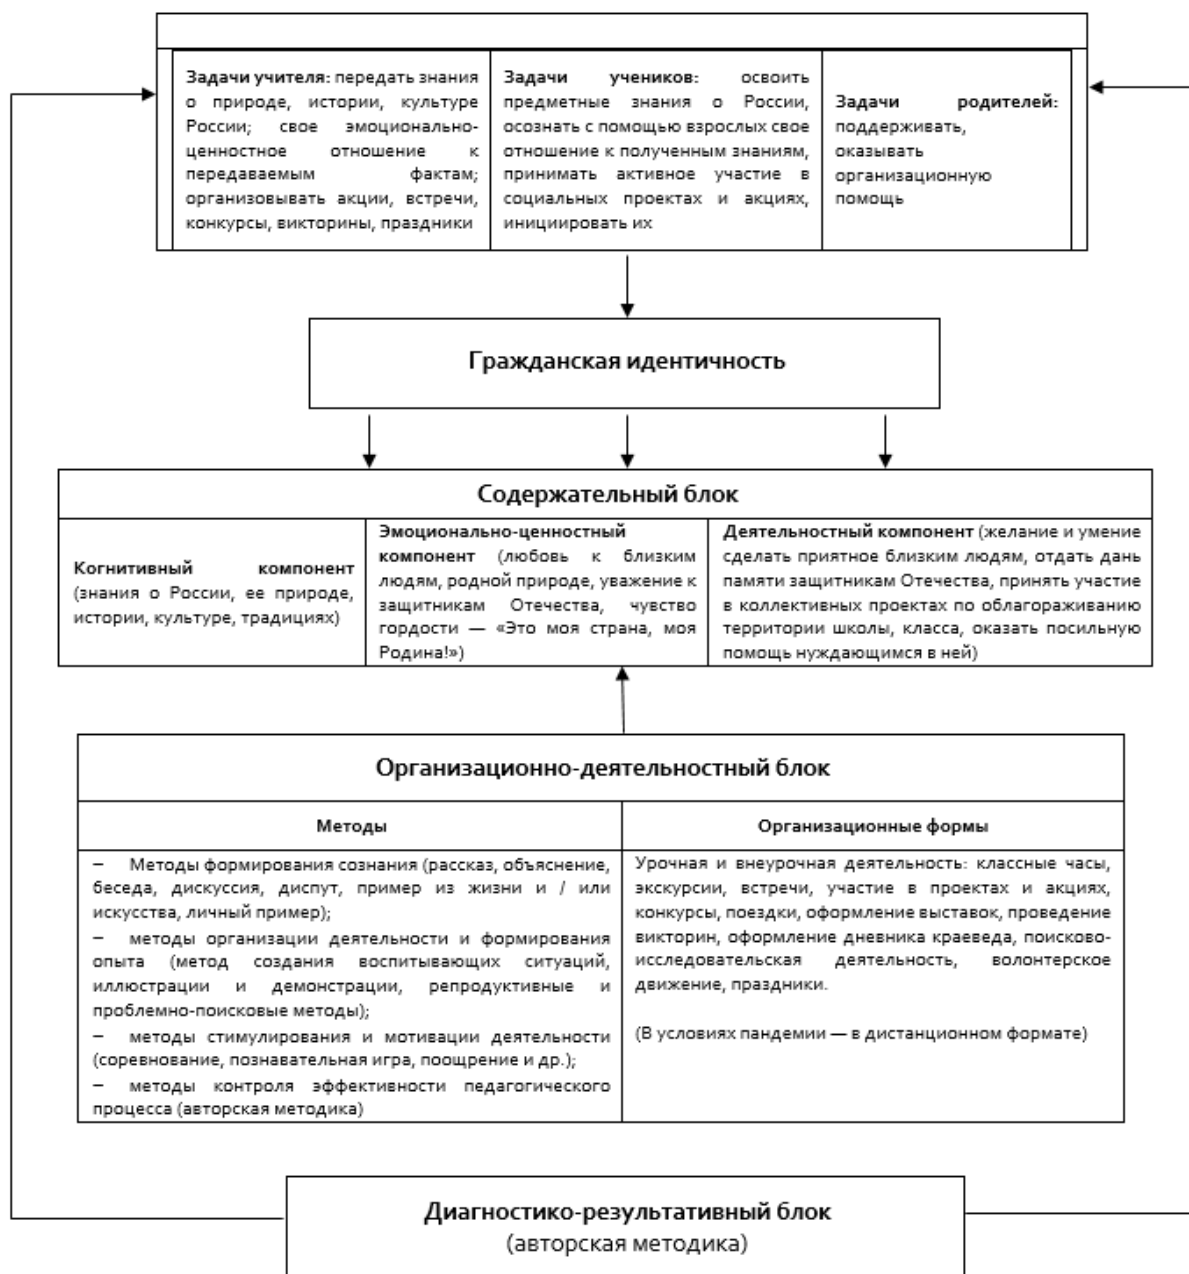 Задачи учителя: передать знания
о природе, истории, культуре
России; свое эмоционально-
ценностное отношение к
передаваемым фактам;
организовывать акции, встречи,
конкурсы, викторины, праздники
Задачи учеников: освоить
предметные знания о России,
осознать с помощью взрослых свое
отношение к полученным знаниям,
принимать активное участие в
социальных проектах и акциях,
инициировать их
Задачи родителей:
поддерживать,
оказывать
организационную
помощь
Гражданская идентичность
Содержательный блок
Когнитивный компонент
(знания о России, ее природе,
истории, культуре, традициях)
Эмоционально-ценностный
компонент (любовь к близким
людям, родной природе, уважение к
защитникам Отечества, чувство
гордости — «Это моя страна, моя
Родина!»)
Деятельностный компонент (желание и умение
сделать приятное близким людям, отдать дань
памяти защитникам Отечества, принять участие
в коллективных проектах по облагораживанию
территории школы, класса, оказать посильную
помощь нуждающимся в ней)
Организационно-деятельностный блок
Методы
– Методы формирования сознания (рассказ, объяснение,
беседа, дискуссия, диспут, пример из жизни и / или
искусства, личный пример);
– методы организации деятельности и формирования
опыта (метод создания воспитывающих ситуаций,
иллюстрации и демонстрации, репродуктивные и
проблемно-поисковые методы);
– методы стимулирования и мотивации деятельности
(соревнование, познавательная игра, поощрение и др.);
– методы контроля эффективности педагогического
процесса (авторская методика)
Организационные формы
Урочная и внеурочная деятельность: классные часы,
экскурсии, встречи, участие в проектах и акциях,
конкурсы, поездки, оформление выставок, проведение
викторин, оформление дневника краеведа, поисково-
исследовательская деятельность, волонтерское
движение, праздники.
(В условиях пандемии — в дистанционном формате)
Диагностико-результативный блок
(авторская методика)